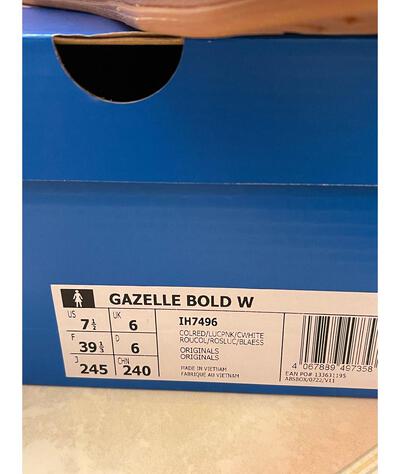 GAZELLE BOLD W
US 7½ UK 6
F 39⅓ D 6
J 245 CHN 240
IH7496
COLRED/LUCPNK/CWHITE
ROUCOL/ROSLUC/BLAESS
ORIGINALS
ORIGINALS
MADE IN VIETNAM
FABRIQUE AU VIETNAM
4 067889 497358
EAN PO# 133631195
ABSBOX/0722/V11